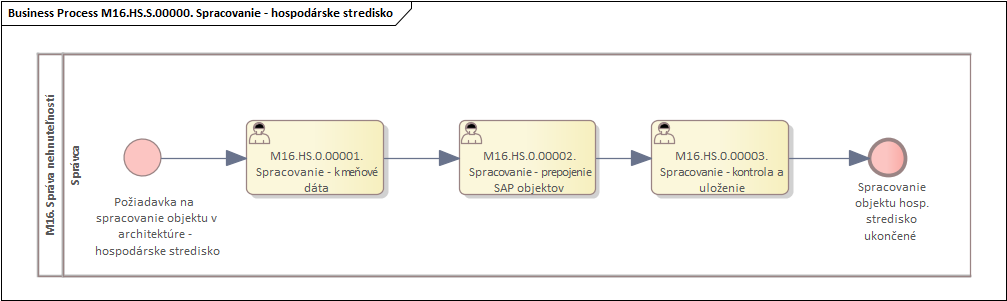 Business Process M16.HS.S.00000. Spracovanie - hospodárske stredisko
M16. Správa nehnuteľností
Správca
Požiadavka na
spracovanie objektu v
architektúre -
hospodárske stredisko
M16.HS.0.00001.
Spracovanie - kmeňové
dáta
M16.HS.0.00002.
Spracovanie - prepojenie
SAP objektov
M16.HS.0.00003.
Spracovanie - kontrola a
uloženie
Spracovanie
objektu hosp.
stredisko
ukončené